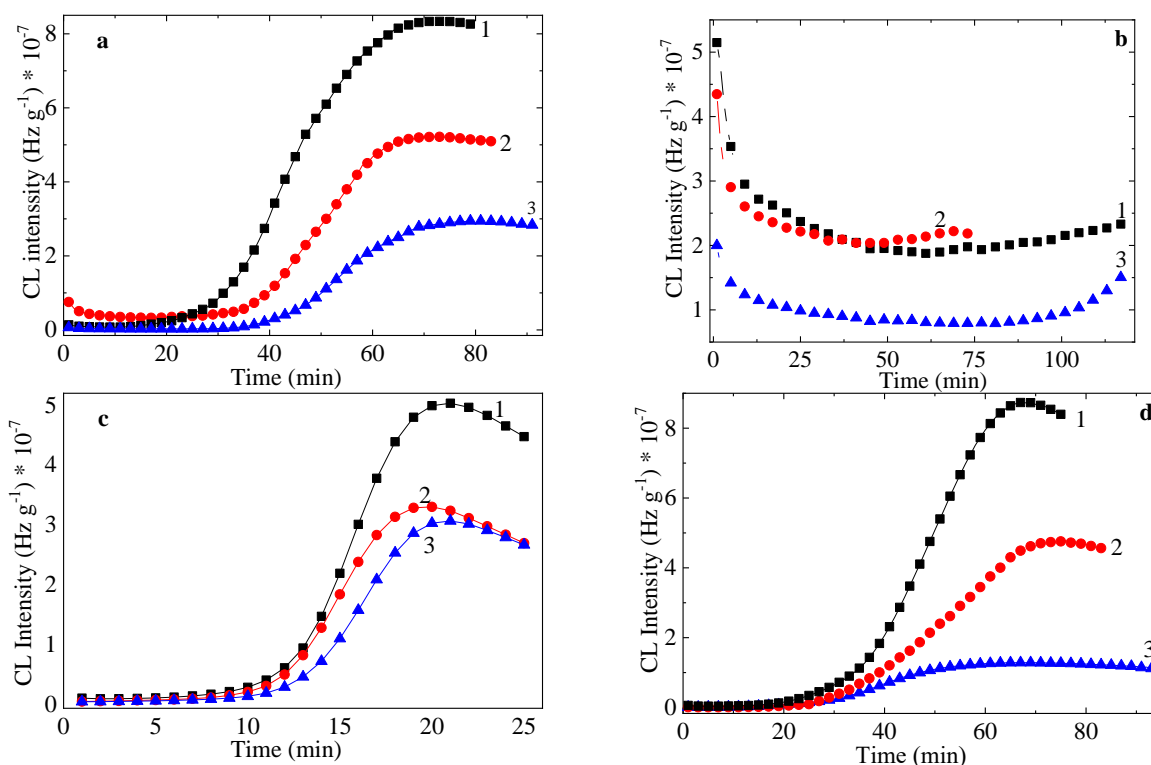 a
CL intenssity (Hz g⁻¹) * 10⁻⁷
8
6
4
2
0
0 20 40 60 80
Time (min)
1
2
3
b
CL Intensity (Hz g⁻¹) * 10⁻⁷
5
4
3
2
1
0 25 50 75 100
Time (min)
1
2
3
c
CL Intensity (Hz g⁻¹) * 10⁻⁷
5
4
3
2
1
0
0 5 10 15 20 25
Time (min)
1
2
3
d
CL Intensity (Hz g⁻¹) * 10⁻⁷
8
6
4
2
0
0 20 40 60 80
Time (min)
1
2
3